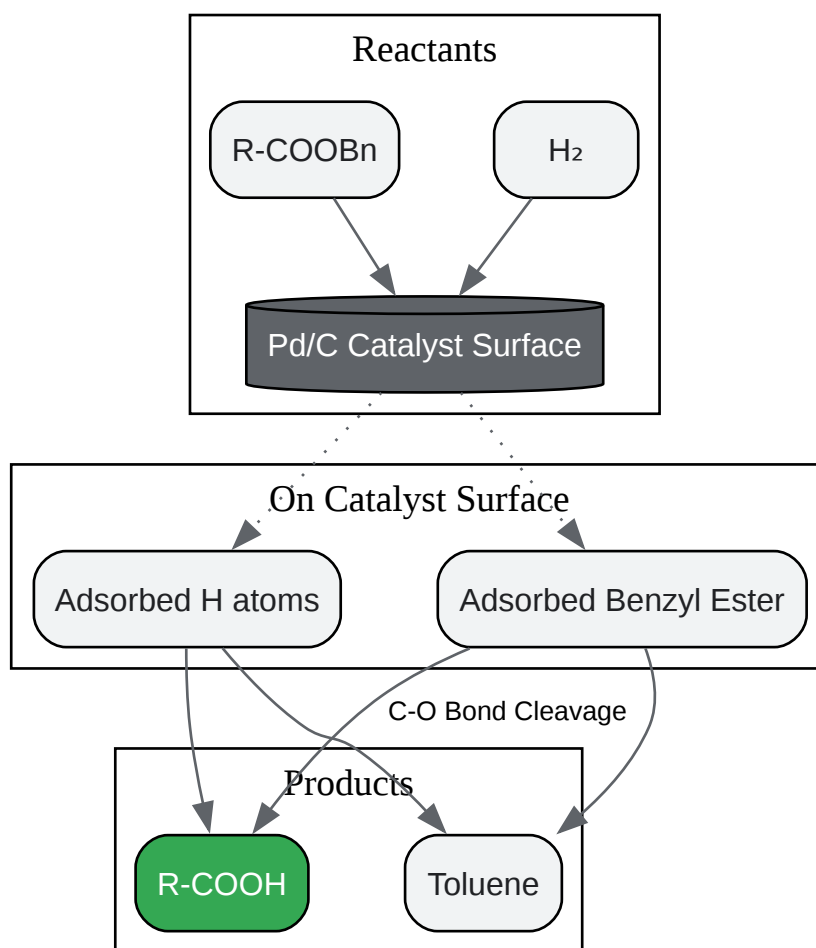 Reactants
R-COOBn
H₂
Pd/C Catalyst Surface
On Catalyst Surface
Adsorbed H atoms
Adsorbed Benzyl Ester
C-O Bond Cleavage
Products
R-COOH
Toluene